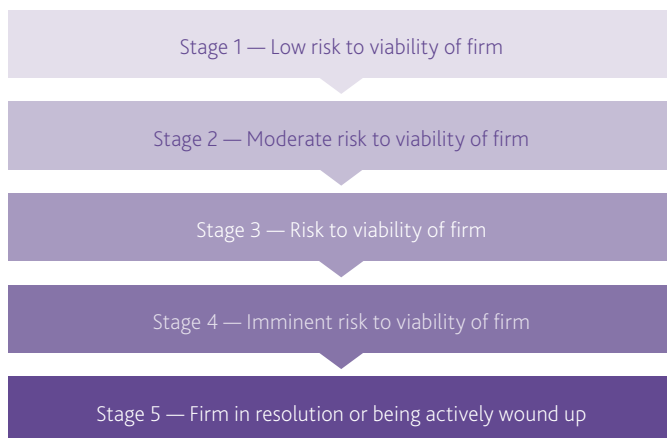 Stage 1 — Low risk to viability of firm
Stage 2 — Moderate risk to viability of firm
Stage 3 — Risk to viability of firm
Stage 4 — Imminent risk to viability of firm
Stage 5 — Firm in resolution or being actively wound up